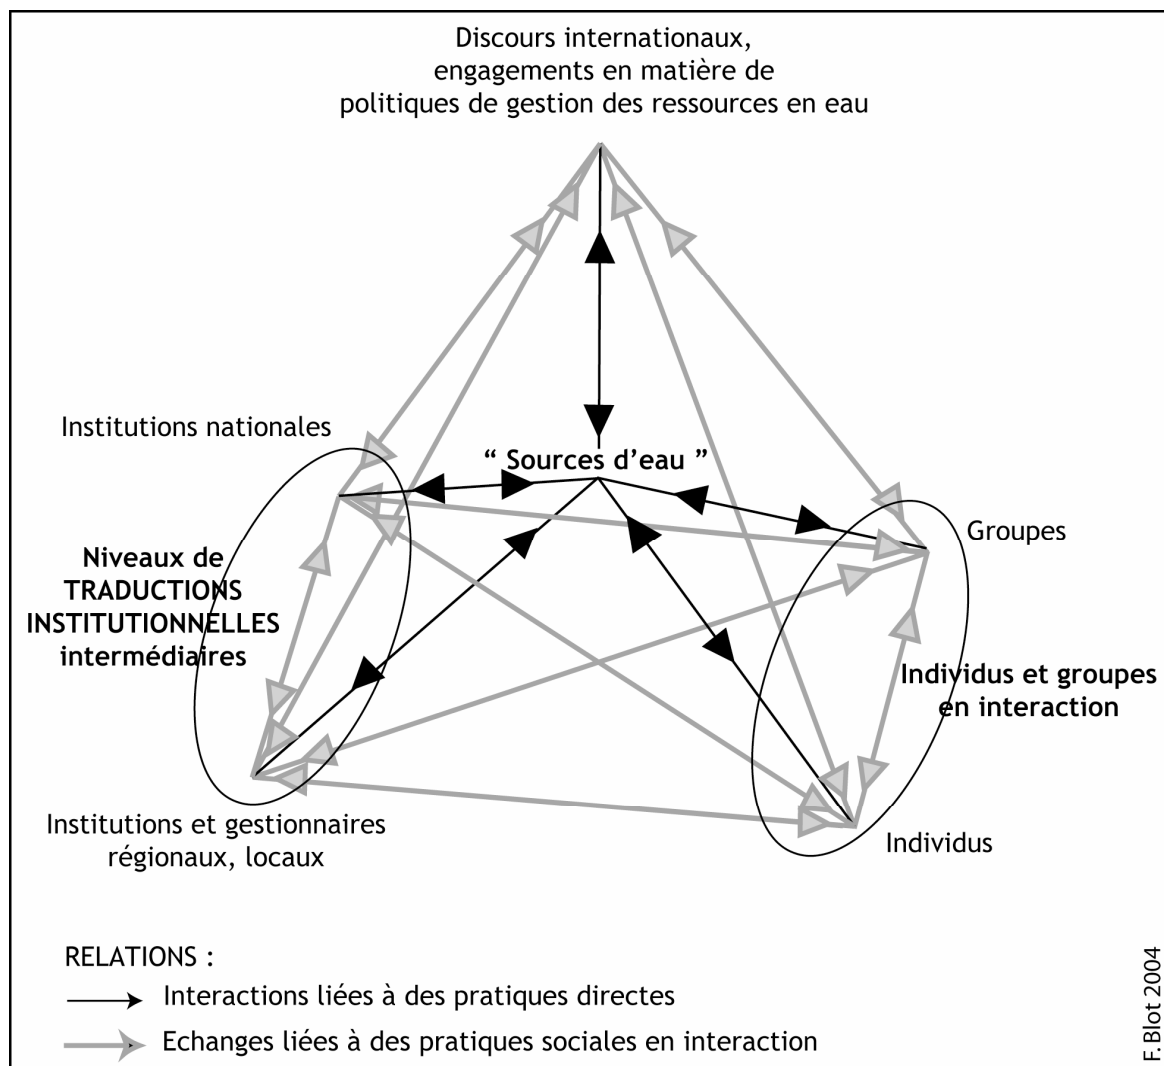 Discours internationaux,
engagements en matière de
politiques de gestion des ressources en eau
Institutions nationales
“ Sources d’eau ”
Groupes
Niveaux de
TRADUCTIONS
INSTITUTIONNELLES
intermédiaires
Individus et groupes
en interaction
Institutions et gestionnaires
régionaux, locaux
Individus
RELATIONS :
Interactions liées à des pratiques directes
Echanges liées à des pratiques sociales en interaction
F. Blot 2004